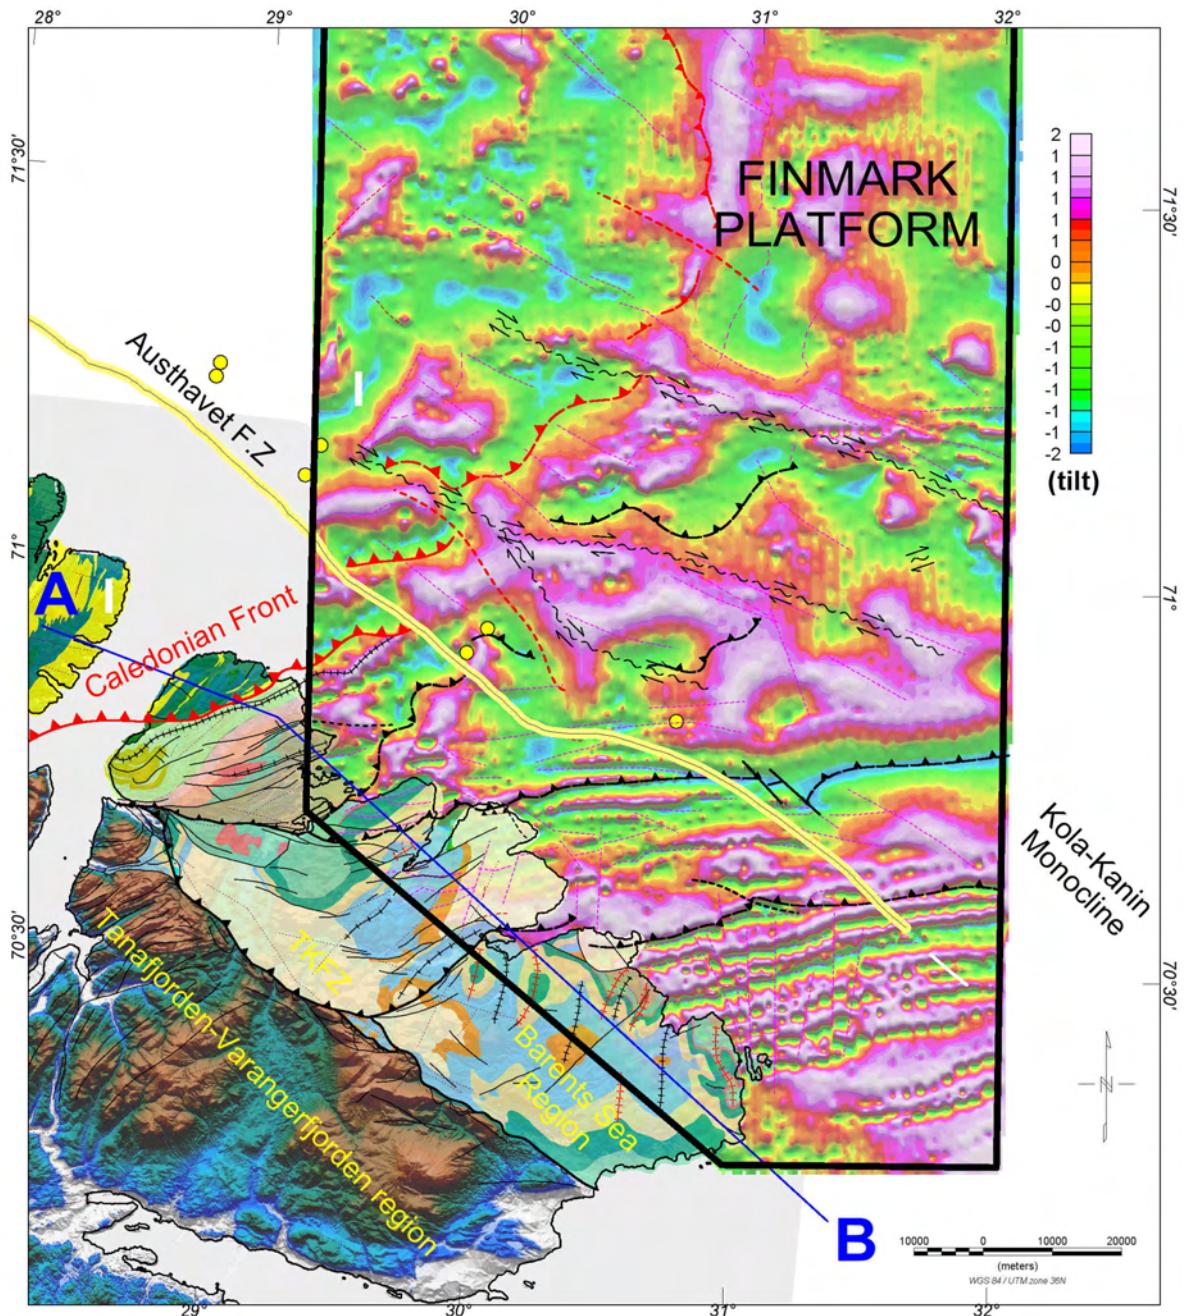 28°
29°
30°
31°
32°
71°30'
71°30'
FINMARK
PLATFORM
2
1
1
1
1
1
0
0
-0
-0
-1
-1
-1
-1
-1
-2
(tilt)
Austhavet F.Z
I
71°
71°
A
I
Caledonian Front
Kola-Kanin
Monocline
70°30'
70°30'
TKFZ
Tanafjorden-Varangerfjorden region
Barents Sea
Region
N
B
10000 0 10000 20000
(meters)
WGS 84 / UTM zone 36N
29°
30°
31°
32°